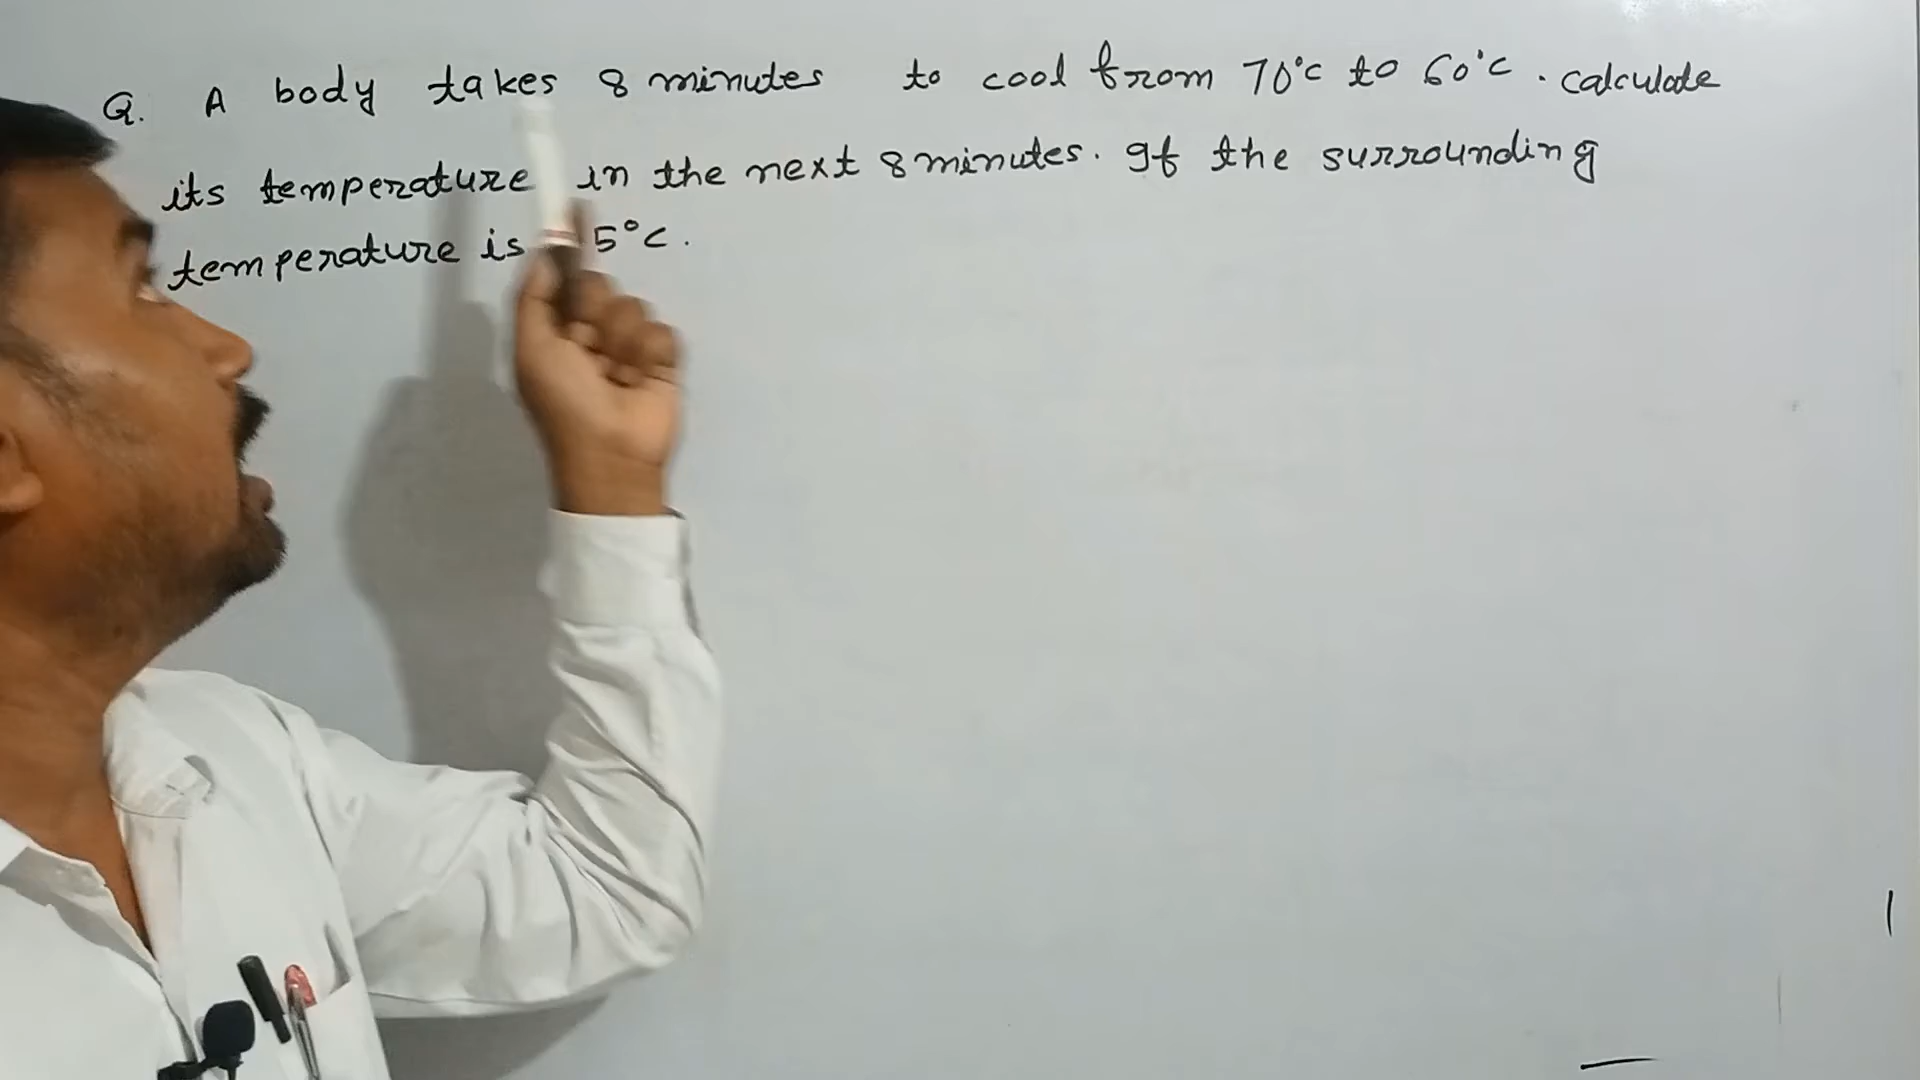 Q. A body takes 8 minutes to cool from 70°C to 60°C. calculate
its temperature in the next 8 minutes. If the surrounding
temperature is 5°C.